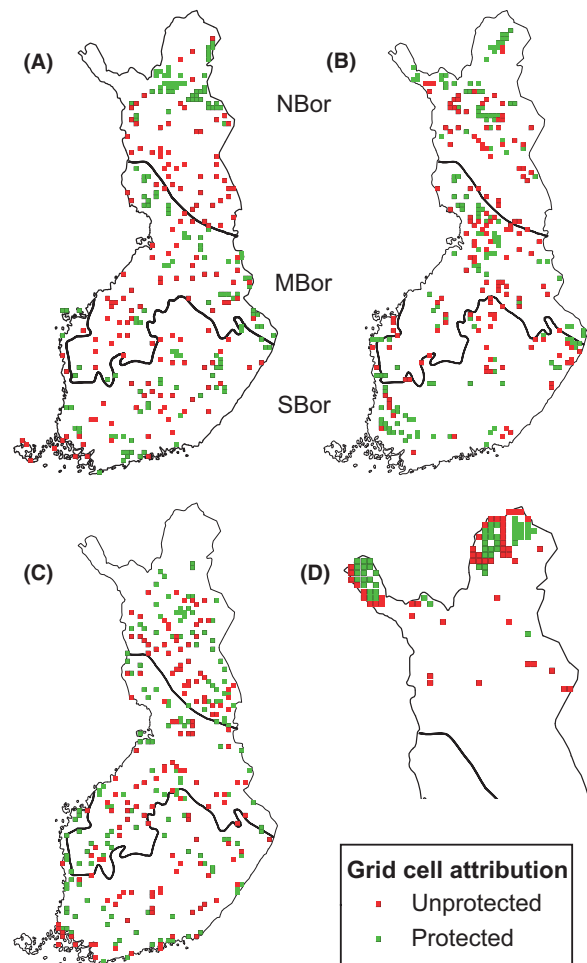 (A)
(B)
NBor
MBor
SBor
(C)
(D)
Grid cell attribution
Unprotected
Protected